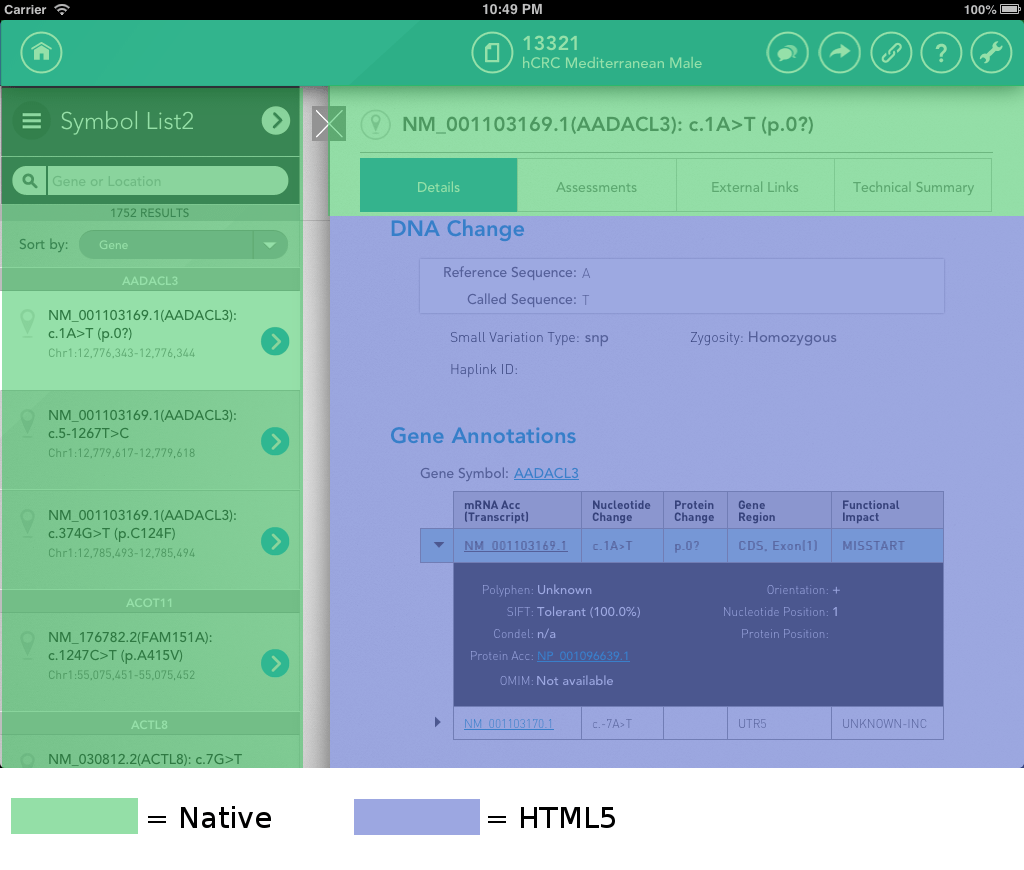 Carrier
10:49 PM
100%
13321
hCRC Mediterranean Male
?
Symbol List2
Gene or Location
1752 RESULTS
Sort by: Gene
AADACL3
NM_001103169.1(AADACL3):
c.1A>T (p.0?)
Chr1:12,776,343-12,776,344
NM_001103169.1(AADACL3):
c.5-1267T>C
Chr1:12,779,617-12,779,618
NM_001103169.1(AADACL3):
c.374G>T (p.C124F)
Chr1:12,785,493-12,785,494
ACOT11
NM_176782.2(FAM151A):
c.1247C>T (p.A415V)
Chr1:55,075,451-55,075,452
ACTL8
NM_030812.2(ACTL8): c.7G>T
NM_001103169.1(AADACL3): c.1A>T (p.0?)
Details Assessments External Links Technical Summary
DNA Change
Reference Sequence: A
Called Sequence: T
Small Variation Type: snp Zygosity: Homozygous
Haplink ID:
Gene Annotations
Gene Symbol: AADACL3
mRNA Acc Nucleotide Protein Gene Functional
(Transcript) Change Change Region Impact
NM_001103169.1 c.1A>T p.0? CDS, Exon(1) MISSTART
Polyphen: Unknown Orientation: +
SIFT: Tolerant (100.0%) Nucleotide Position: 1
Condel: n/a Protein Position:
Protein Acc: NP_001096639.1
OMIM: Not available
NM_001103170.1 c.-7A>T UTR5 UNKNOWN-INC
= Native = HTML5